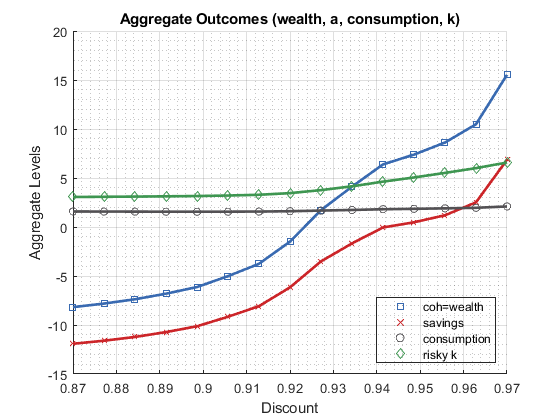 Aggregate Outcomes (wealth, a, consumption, k)
20
15
10
5
0
-5
-10
-15
Aggregate Levels
coh=wealth
savings
consumption
risky k
0.87 0.88 0.89 0.9 0.91 0.92 0.93 0.94 0.95 0.96 0.97
Discount